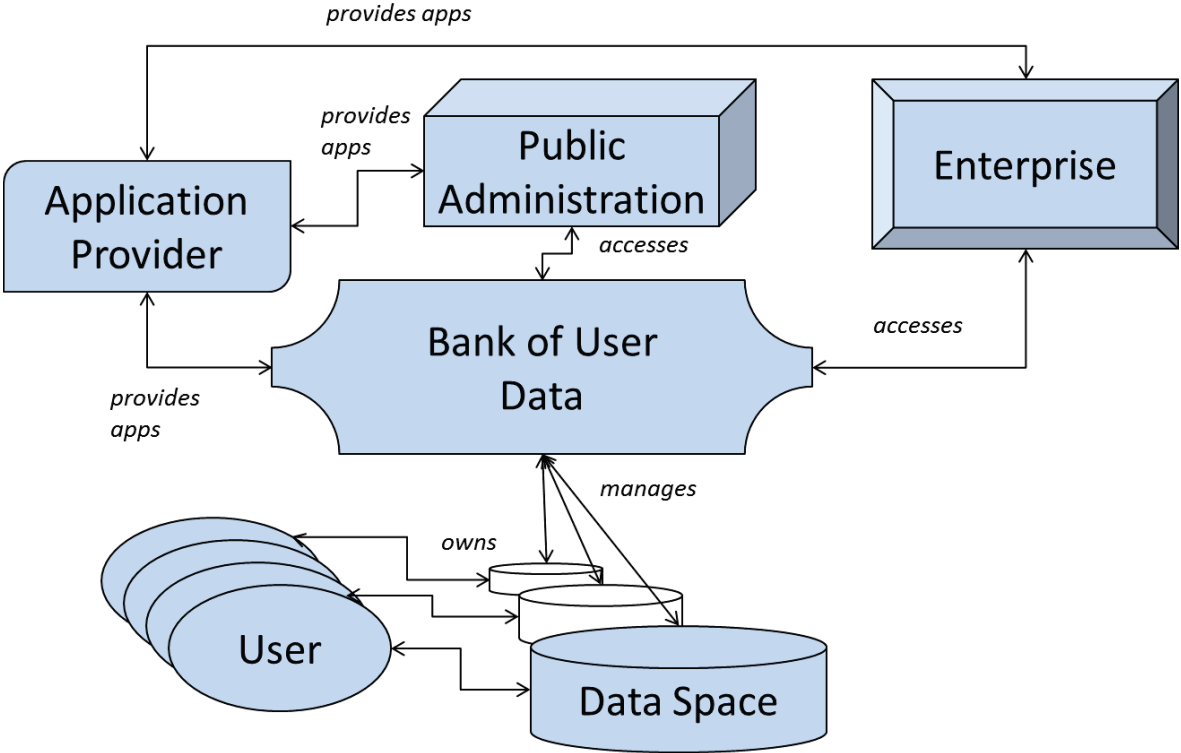 provides apps
provides
apps
Public
Administration
Enterprise
Application
Provider
accesses
Bank of User
Data
accesses
provides
apps
manages
owns
User
Data Space